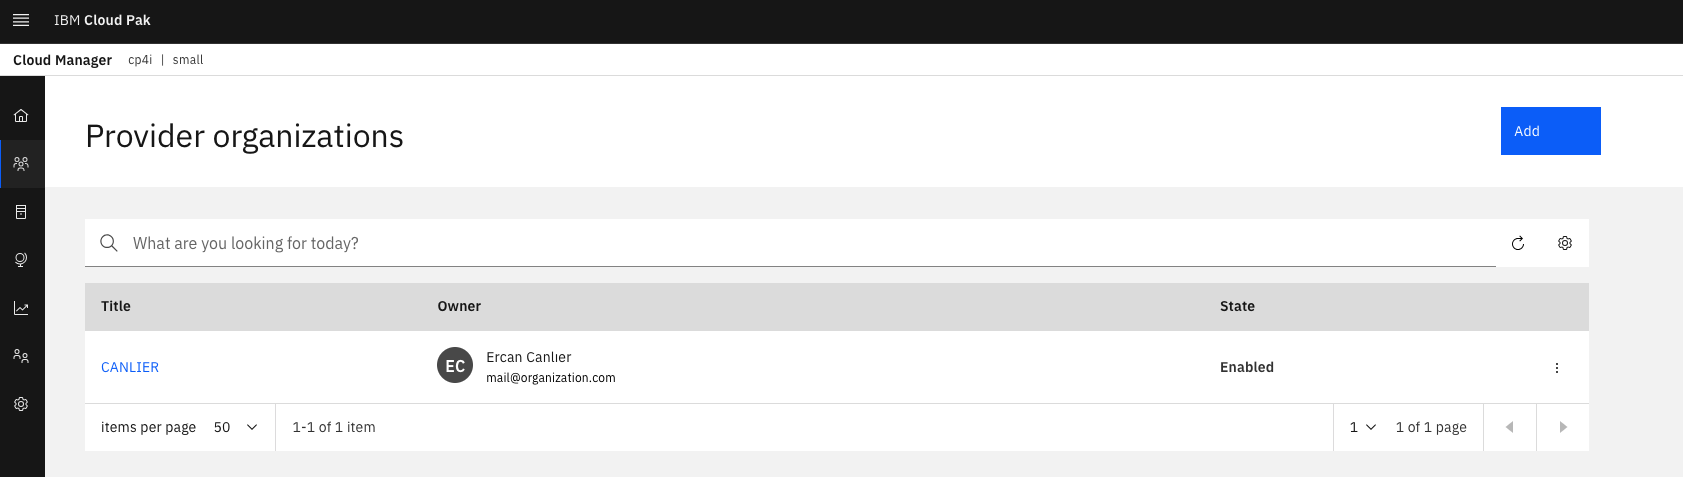 IBM Cloud Pak
Cloud Manager cp4i | small
Provider organizations
Add
What are you looking for today?
Title Owner State
CANLIER EC Ercan Canlıer Enabled
mail@organization.com
items per page 50 1-1 of 1 item 1 1 of 1 page